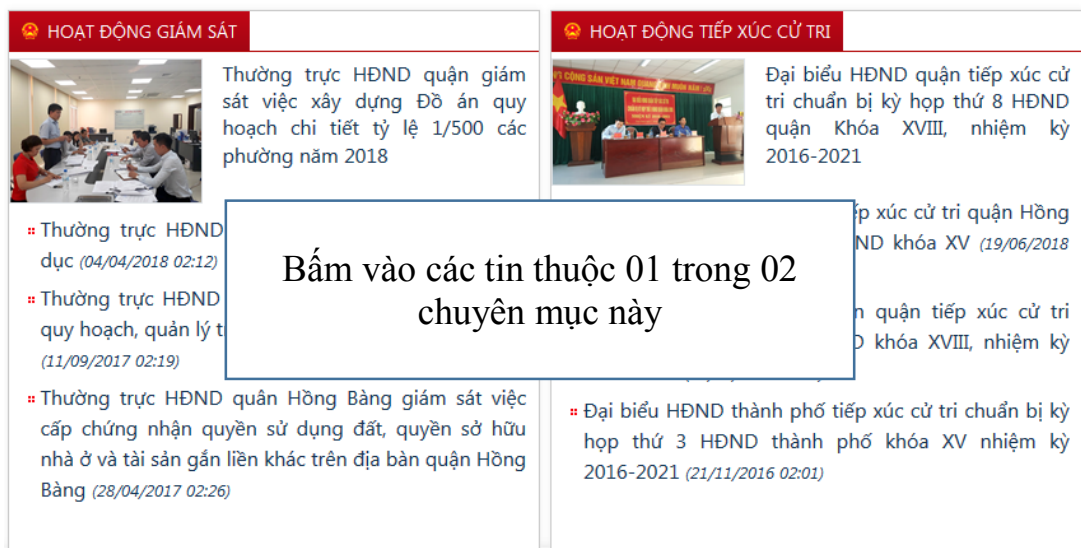 HOẠT ĐỘNG GIÁM SÁT
Thường trực HĐND quận giám
sát việc xây dựng Đồ án quy
hoạch chi tiết tỷ lệ 1/500 các
phường năm 2018
Thường trực HĐND
dục (04/04/2018 02:12)
Thường trực HĐND
quy hoạch, quản lý
(11/09/2017 02:19)
Thường trực HĐND quân Hồng Bàng giám sát việc
cấp chứng nhận quyền sử dụng đất, quyền sở hữu
nhà ở và tài sản gắn liền khác trên địa bàn quận Hồng
Bàng (28/04/2017 02:26)
Bấm vào các tin thuộc 01 trong 02
chuyên mục này
HOẠT ĐỘNG TIẾP XÚC CỬ TRI
Đại biểu HĐND quận tiếp xúc cử
tri chuẩn bị kỳ họp thứ 8 HĐND
quận Khóa XVIII, nhiệm kỳ
2016-2021
xúc cử tri quận Hồng
khóa XV (19/06/2018
quận tiếp xúc cử tri
khóa XVIII, nhiệm kỳ
Đại biểu HĐND thành phố tiếp xúc cử tri chuẩn bị kỳ
họp thứ 3 HĐND thành phố khóa XV nhiệm kỳ
2016-2021 (21/11/2016 02:01)